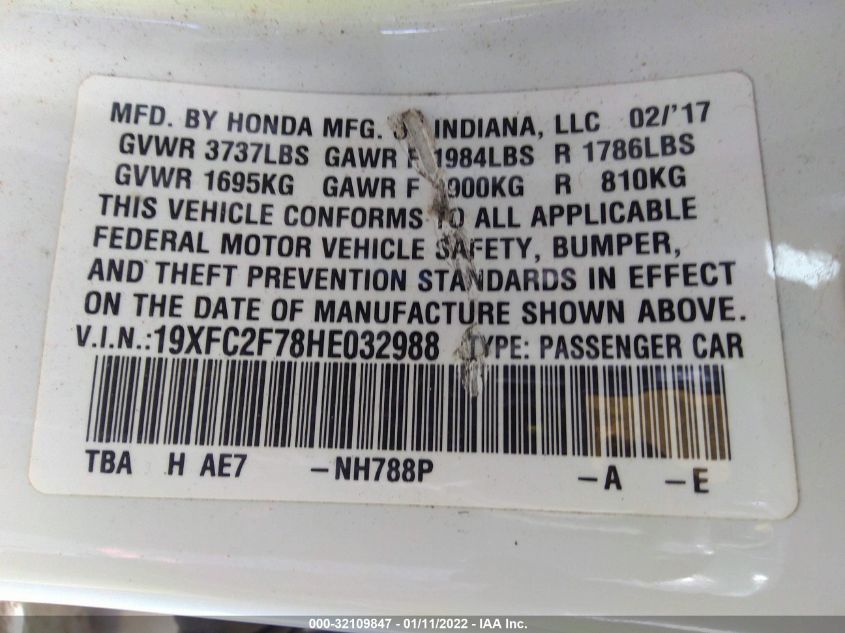 MFD. BY HONDA MFG. INDIANA, LLC 02/'17
GVWR 3737LBS GAWR F 1984LBS R 1786LBS
GVWR 1695KG GAWR F 900KG R 810KG
THIS VEHICLE CONFORMS TO ALL APPLICABLE
FEDERAL MOTOR VEHICLE SAFETY, BUMPER,
AND THEFT PREVENTION STANDARDS IN EFFECT
ON THE DATE OF MANUFACTURE SHOWN ABOVE.
V.I.N.:19XFC2F78HE032988 TYPE: PASSENGER CAR
TBA H AE7 -NH788P -A -E
000-32109847 - 01/11/2022 - IAA Inc.